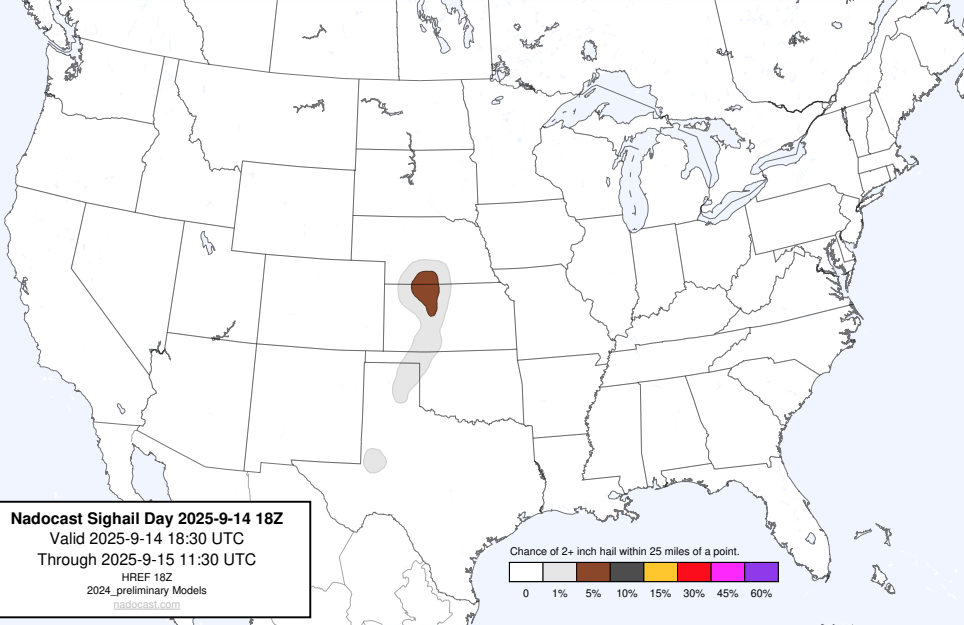 Nadocast Sighail Day 2025-9-14 18Z
Valid 2025-9-14 18:30 UTC
Through 2025-9-15 11:30 UTC
HREF 18Z
2024_preliminary Models
nadocast.com
Chance of 2+ inch hail within 25 miles of a point.
0 1% 5% 10% 15% 30% 45% 60%